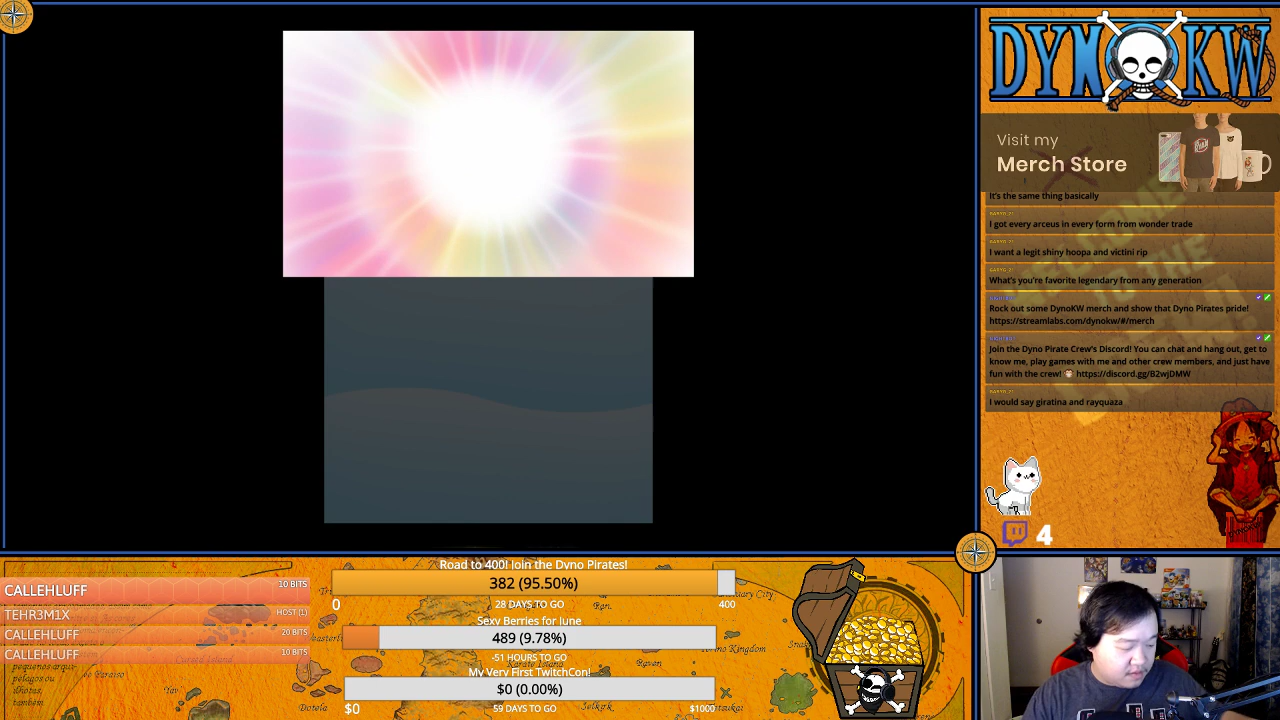 DYNOKW
Visit my
Merch Store
It's the same thing basically
I got every arceus in every form from wonder trade
I want a legit shiny hoopa and victini rip
What's you're favorite legendary from any generation
Rock out some DynoKW merch and show that Dyno Pirates pride!
https://streamlabs.com/dynokw/#/merch
Join the Dyno Pirate Crew's Discord! You can chat and hang out, get to
know me, play games with me and other crew members, and just have
fun with the crew! https://discord.gg/B2wjDMW
I would say giratina and rayquaza
4
CALLEHLUFF 10 BITS
TEHR3M1X HOST (1)
CALLEHLUFF 20 BITS
CALLEHLUFF 10 BITS
Road to 400! Join the Dyno Pirates!
382 (95.50%)
0 28 DAYS TO GO 400
Sexy Berries for June
489 (9.78%)
-51 HOURS TO GO
My Very First TwitchCon!
$0 (0.00%)
$0 59 DAYS TO GO $1000